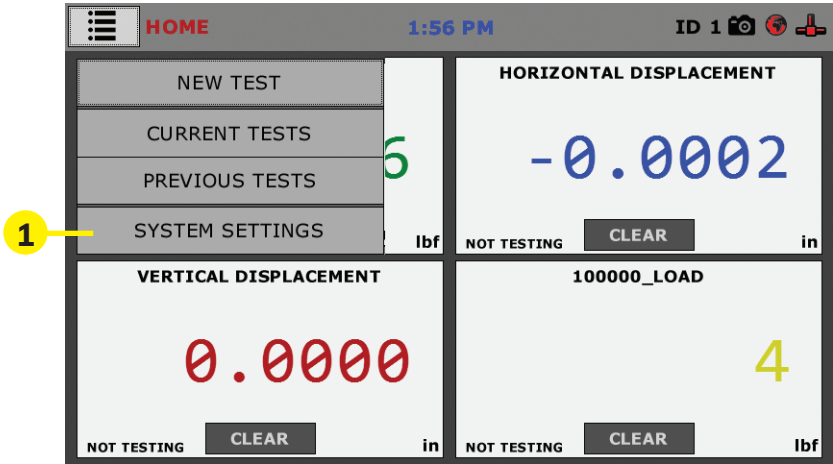 HOME
1:56 PM
ID 1
NEW TEST
CURRENT TESTS
PREVIOUS TESTS
SYSTEM SETTINGS
1
6
lbf
HORIZONTAL DISPLACEMENT
-0.0002
NOT TESTING
CLEAR
in
VERTICAL DISPLACEMENT
0.0000
NOT TESTING
CLEAR
in
100000_LOAD
4
NOT TESTING
CLEAR
lbf